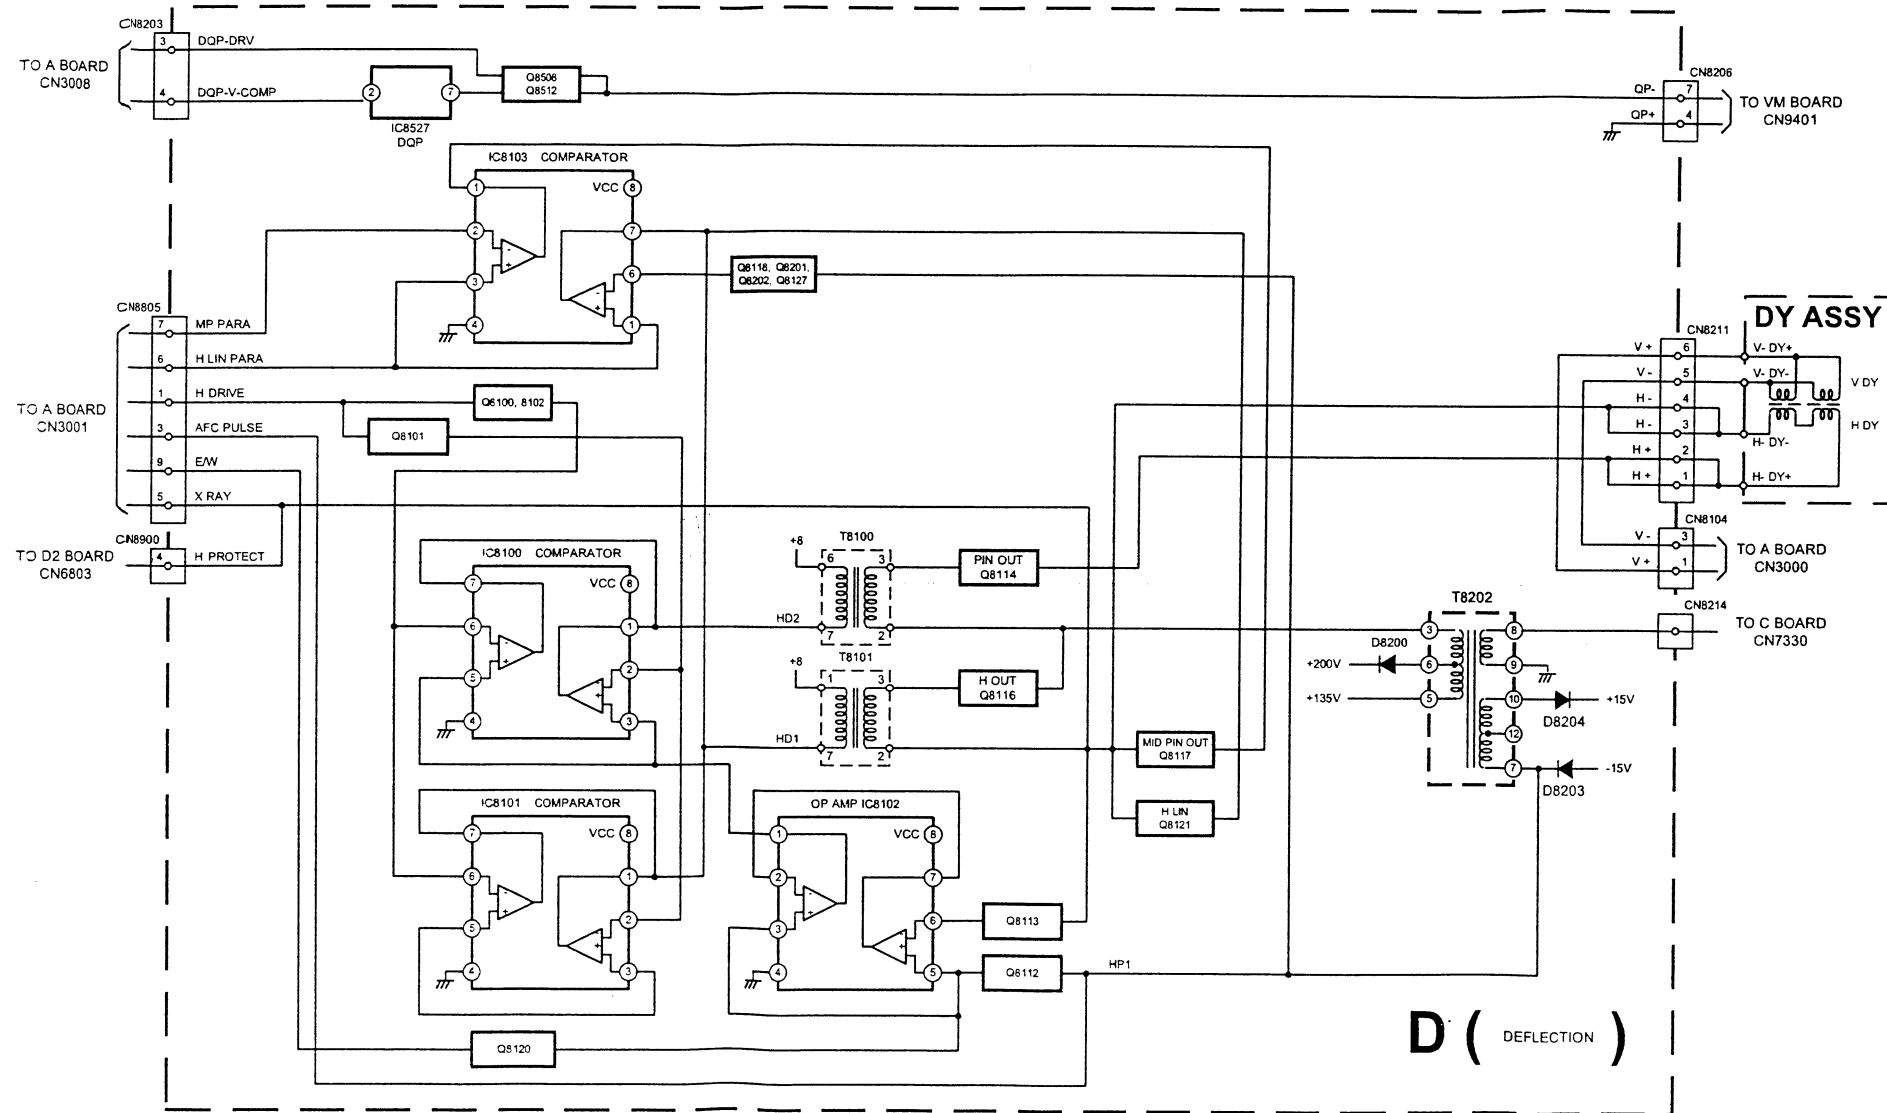 CN8203
3
DQP-DRV
TO A BOARD
CN3008
4
DQP-V-COMP
2
7
IC8527
DQP
Q8508
Q8512
CN8206
QP- 7
QP+ 4
TO VM BOARD
CN9401
IC8103 COMPARATOR
1
VCC 8
2
7
3
6
4
1
- +
- +
Q8118, Q8201,
Q8202, Q8127
CN8805
7 MP PARA
6 H LIN PARA
1 H DRIVE
3 AFC PULSE
9 E/W
5 X RAY
TO A BOARD
CN3001
Q8100, 8102
Q8101
CN8900
4 H PROTECT
TO D2 BOARD
CN6803
DY ASSY
CN8211
V + 6 V- DY+
V - 5 V- DY-
H - 4
H - 3 H- DY-
H + 2
H + 1 H- DY+
V DY
H DY
CN8104
V - 3
V + 1
TO A BOARD
CN3000
CN8214
TO C BOARD
CN7330
IC8100 COMPARATOR
7
VCC 8
6
1
5
2
4
3
- +
- +
T8100
+8
6
3
HD2
7
2
PIN OUT
Q8114
T8101
+8
1
3
HD1
7
2
H OUT
Q8116
MID PIN OUT
Q8117
H LIN
Q8121
T8202
3
8
D8200
+200V
6
9
+135V
5
10
+15V
D8204
12
7
-15V
D8203
IC8101 COMPARATOR
7
VCC 8
6
1
5
2
4
3
- +
- +
OP AMP IC8102
1
VCC 8
2
7
3
6
4
5
- +
- +
Q8113
Q8112
HP1
Q8120
D ( DEFLECTION )